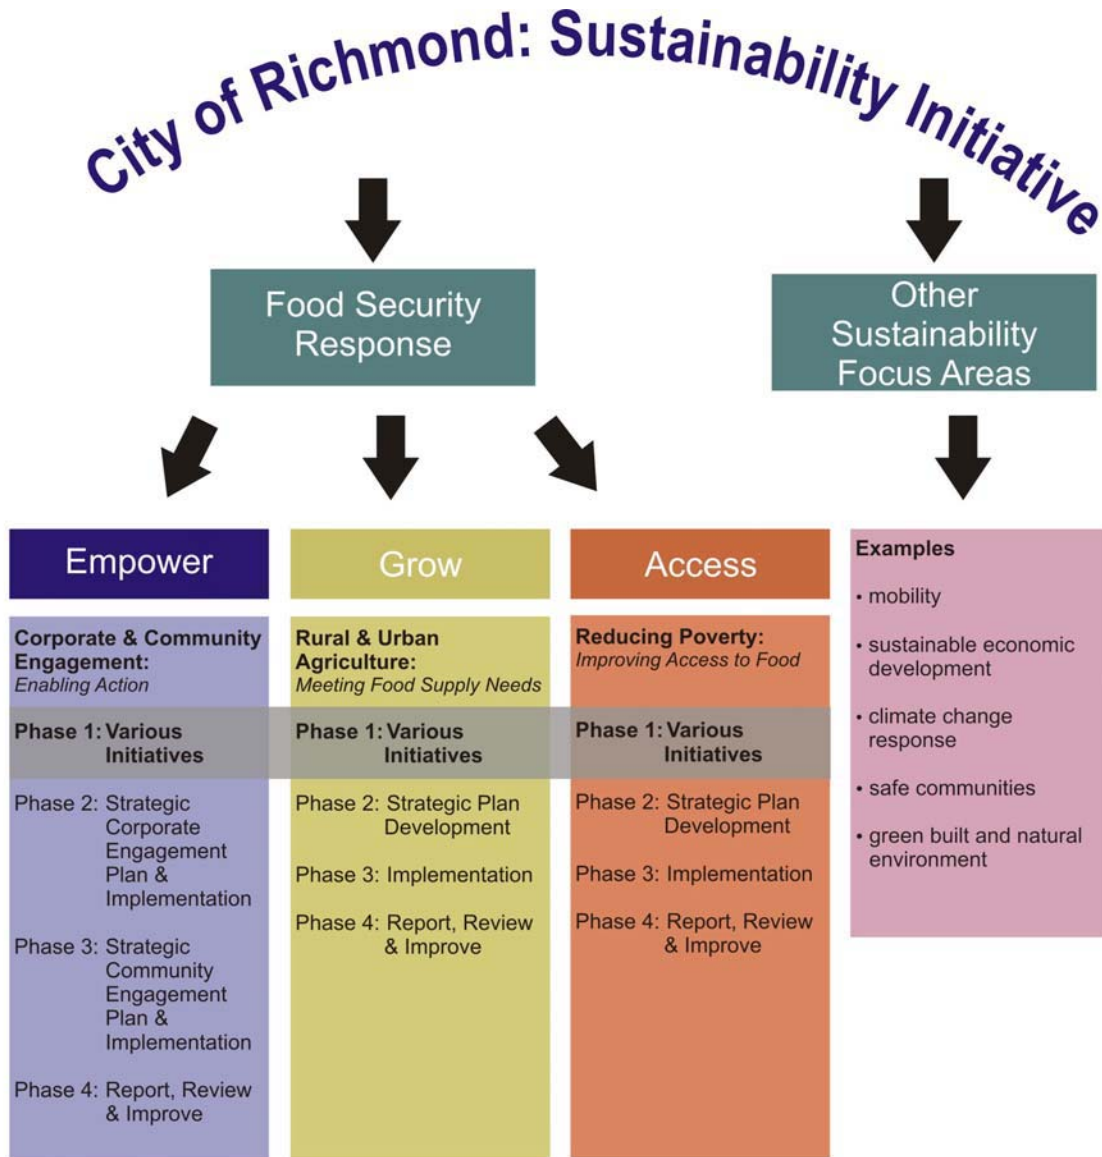 City of Richmond: Sustainability Initiative
Food Security
Response
Other
Sustainability
Focus Areas
Empower
Corporate & Community
Engagement:
Enabling Action
Phase 1: Various
Initiatives
Phase 2: Strategic
Corporate
Engagement
Plan &
Implementation
Phase 3: Strategic
Community
Engagement
Plan &
Implementation
Phase 4: Report, Review
& Improve
Grow
Rural & Urban
Agriculture:
Meeting Food Supply Needs
Phase 1: Various
Initiatives
Phase 2: Strategic Plan
Development
Phase 3: Implementation
Phase 4: Report, Review
& Improve
Access
Reducing Poverty:
Improving Access to Food
Phase 1: Various
Initiatives
Phase 2: Strategic Plan
Development
Phase 3: Implementation
Phase 4: Report, Review
& Improve
Examples
• mobility
• sustainable economic
development
• climate change
response
• safe communities
• green built and natural
environment